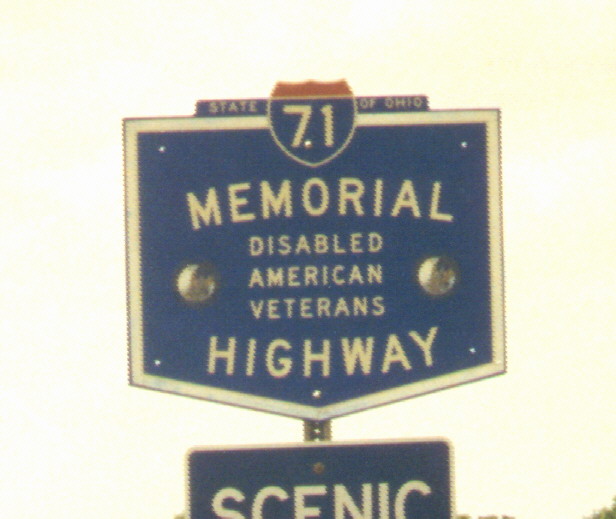 STATE OF OHIO
71
MEMORIAL
DISABLED
AMERICAN
VETERANS
HIGHWAY
SCENIC